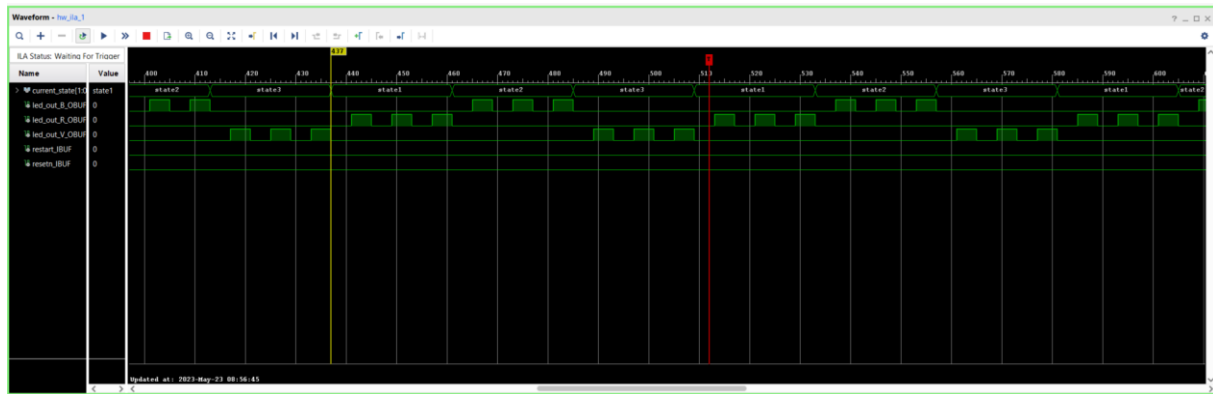 Waveform - hw_ila_1
ILA Status: Waiting For Trigger
437
Name Value
400 410 420 430 440 450 460 470 480 490 500 510 520 530 540 550 560 570 580 590 600
current_state[1:0 state1 state2 state3 state1 state2 state3 state1 state2 state3 state1 state2
led_out_B_OBUF 0
led_out_R_OBUF 0
led_out_V_OBUF 0
restart_IBUF 0
resetn_IBUF 0
Updated at: 2023-May-23 08:56:45